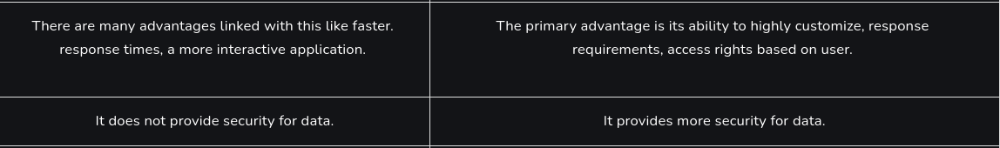 There are many advantages linked with this like faster.
response times, a more interactive application.
The primary advantage is its ability to highly customize, response
requirements, access rights based on user.
It does not provide security for data.
It provides more security for data.